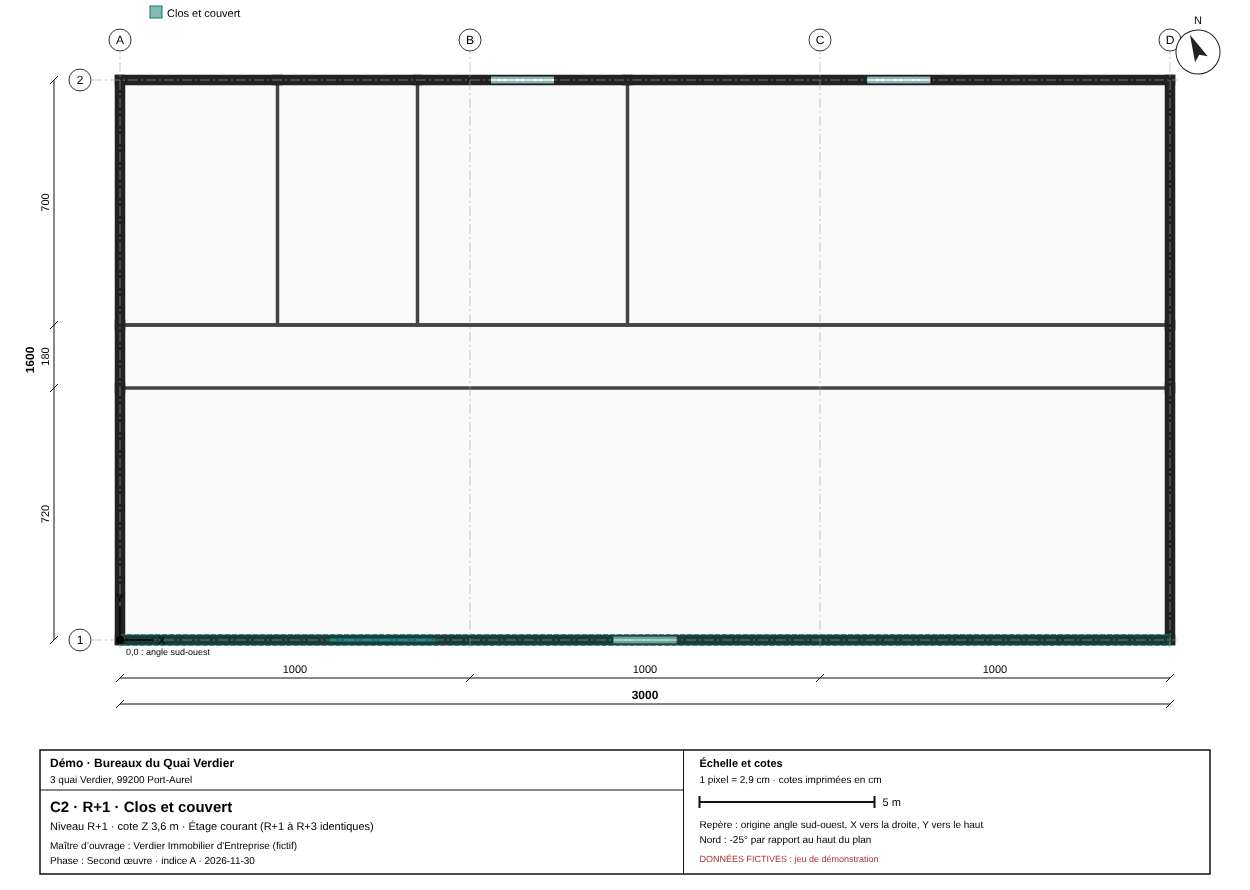 Clos et couvert
N
A
B
C
D
2
700
180
1600
720
1
X
0,0 : angle sud-ouest
1000
1000
1000
3000
Démo · Bureaux du Quai Verdier
3 quai Verdier, 99200 Port-Aurel
C2 · R+1 · Clos et couvert
Niveau R+1 · cote Z 3,6 m · Étage courant (R+1 à R+3 identiques)
Maître d'ouvrage : Verdier Immobilier d'Entreprise (fictif)
Phase : Second œuvre · indice A · 2026-11-30
Échelle et cotes
1 pixel = 2,9 cm · cotes imprimées en cm
5 m
Repère : origine angle sud-ouest, X vers la droite, Y vers le haut
Nord : -25° par rapport au haut du plan
DONNÉES FICTIVES : jeu de démonstration